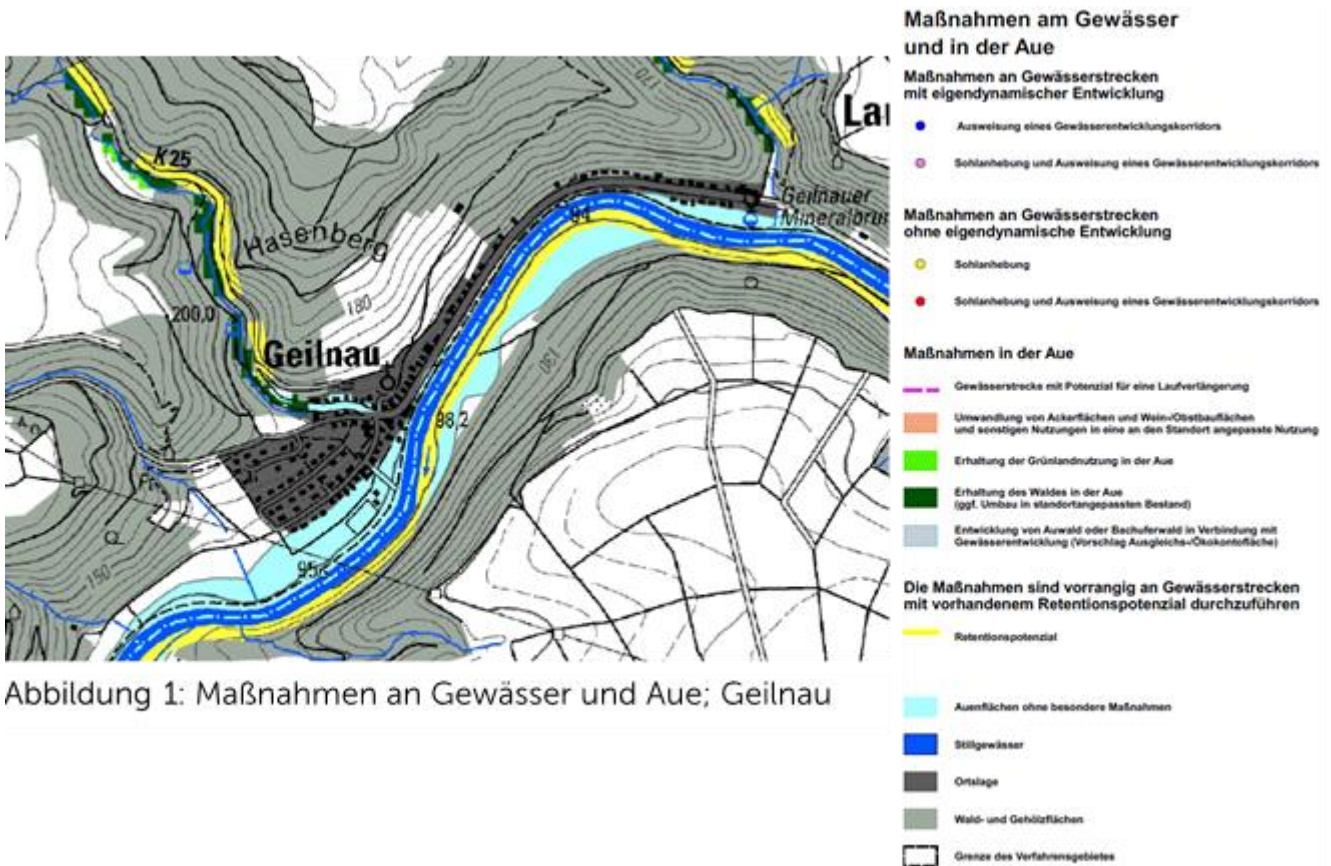 K25
170
Lar
Geilnauer
Mineralbrun
94
Hasenberg
200,0
180
Geilnau
130
98,2
150
95
Abbildung 1: Maßnahmen an Gewässer und Aue; Geilnau
Maßnahmen am Gewässer
und in der Aue
Maßnahmen an Gewässerstrecken
mit eigendynamischer Entwicklung
Ausweisung eines Gewässerentwicklungskorridors
Sohlanhebung und Ausweisung eines Gewässerentwicklungskorridors
Maßnahmen an Gewässerstrecken
ohne eigendynamische Entwicklung
Sohlanhebung
Sohlanhebung und Ausweisung eines Gewässerentwicklungskorridors
Maßnahmen in der Aue
Gewässerstrecke mit Potenzial für eine Laufverlängerung
Umwandlung von Ackerflächen und Wein-/Obstbauflächen
und sonstigen Nutzungen in eine an den Standort angepasste Nutzung
Erhaltung der Grünlandnutzung in der Aue
Erhaltung des Waldes in der Aue
(ggf. Umbau in standortangepassten Bestand)
Entwicklung von Auwald oder Bachuferwald in Verbindung mit
Gewässerentwicklung (Vorschlag Ausgleichs-/Ökokontofläche)
Die Maßnahmen sind vorrangig an Gewässerstrecken
mit vorhandenem Retentionspotenzial durchzuführen
Retentionspotenzial
Auenflächen ohne besondere Maßnahmen
Stillgewässer
Ortslage
Wald- und Gehölzflächen
Grenze des Verfahrensgebietes